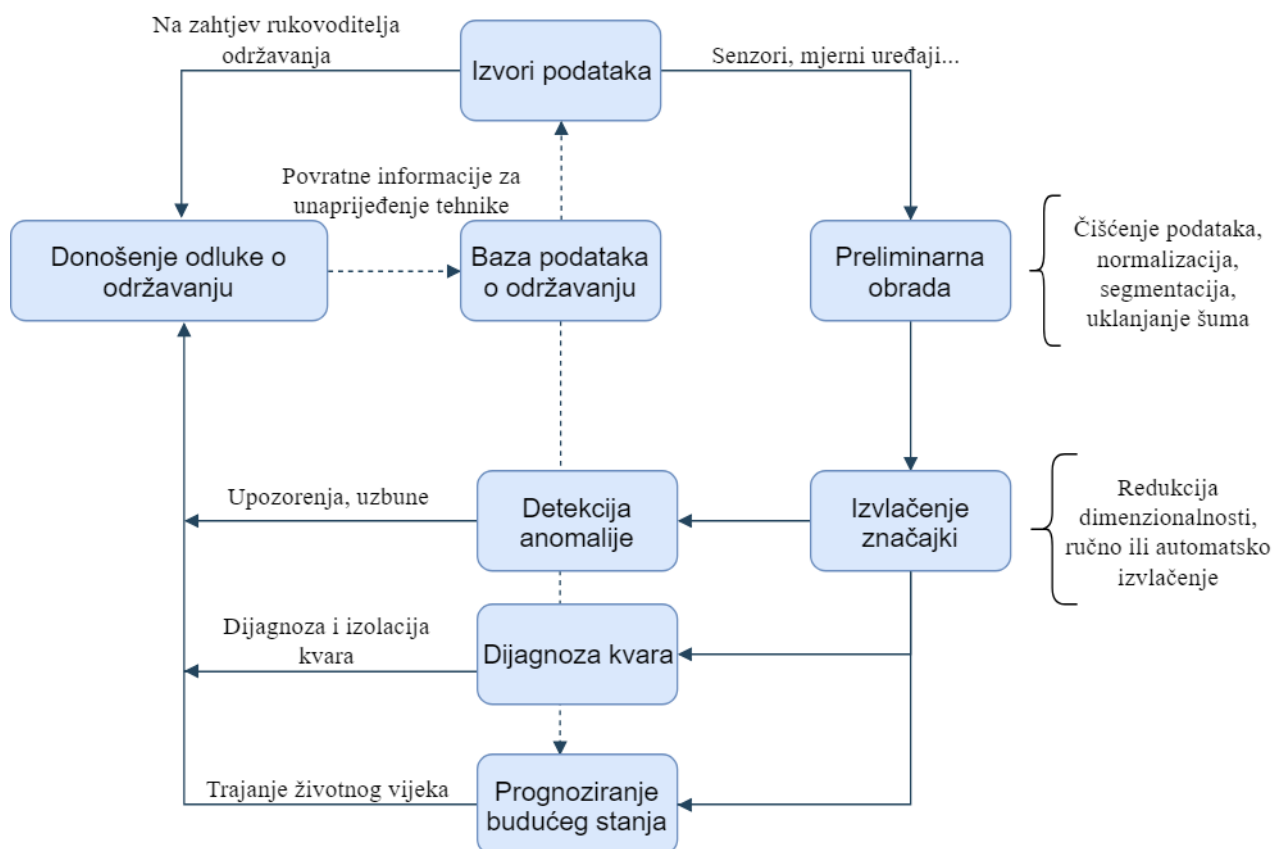 Na zahtjev rukovoditelja
održavanja
Izvori podataka
Senzori, mjerni uređaji...
Povratne informacije za
unaprijeđenje tehnike
Donošenje odluke o
održavanju
Baza podataka
o održavanju
Preliminarna
obrada
Čišćenje podataka,
normalizacija,
segmentacija,
uklanjanje šuma
Upozorenja, uzbune
Detekcija
anomalije
Izvlačenje
značajki
Redukcija
dimenzionalnosti,
ručno ili automatsko
izvlačenje
Dijagnoza i izolacija
kvara
Dijagnoza kvara
Trajanje životnog vijeka
Prognoziranje
budućeg stanja